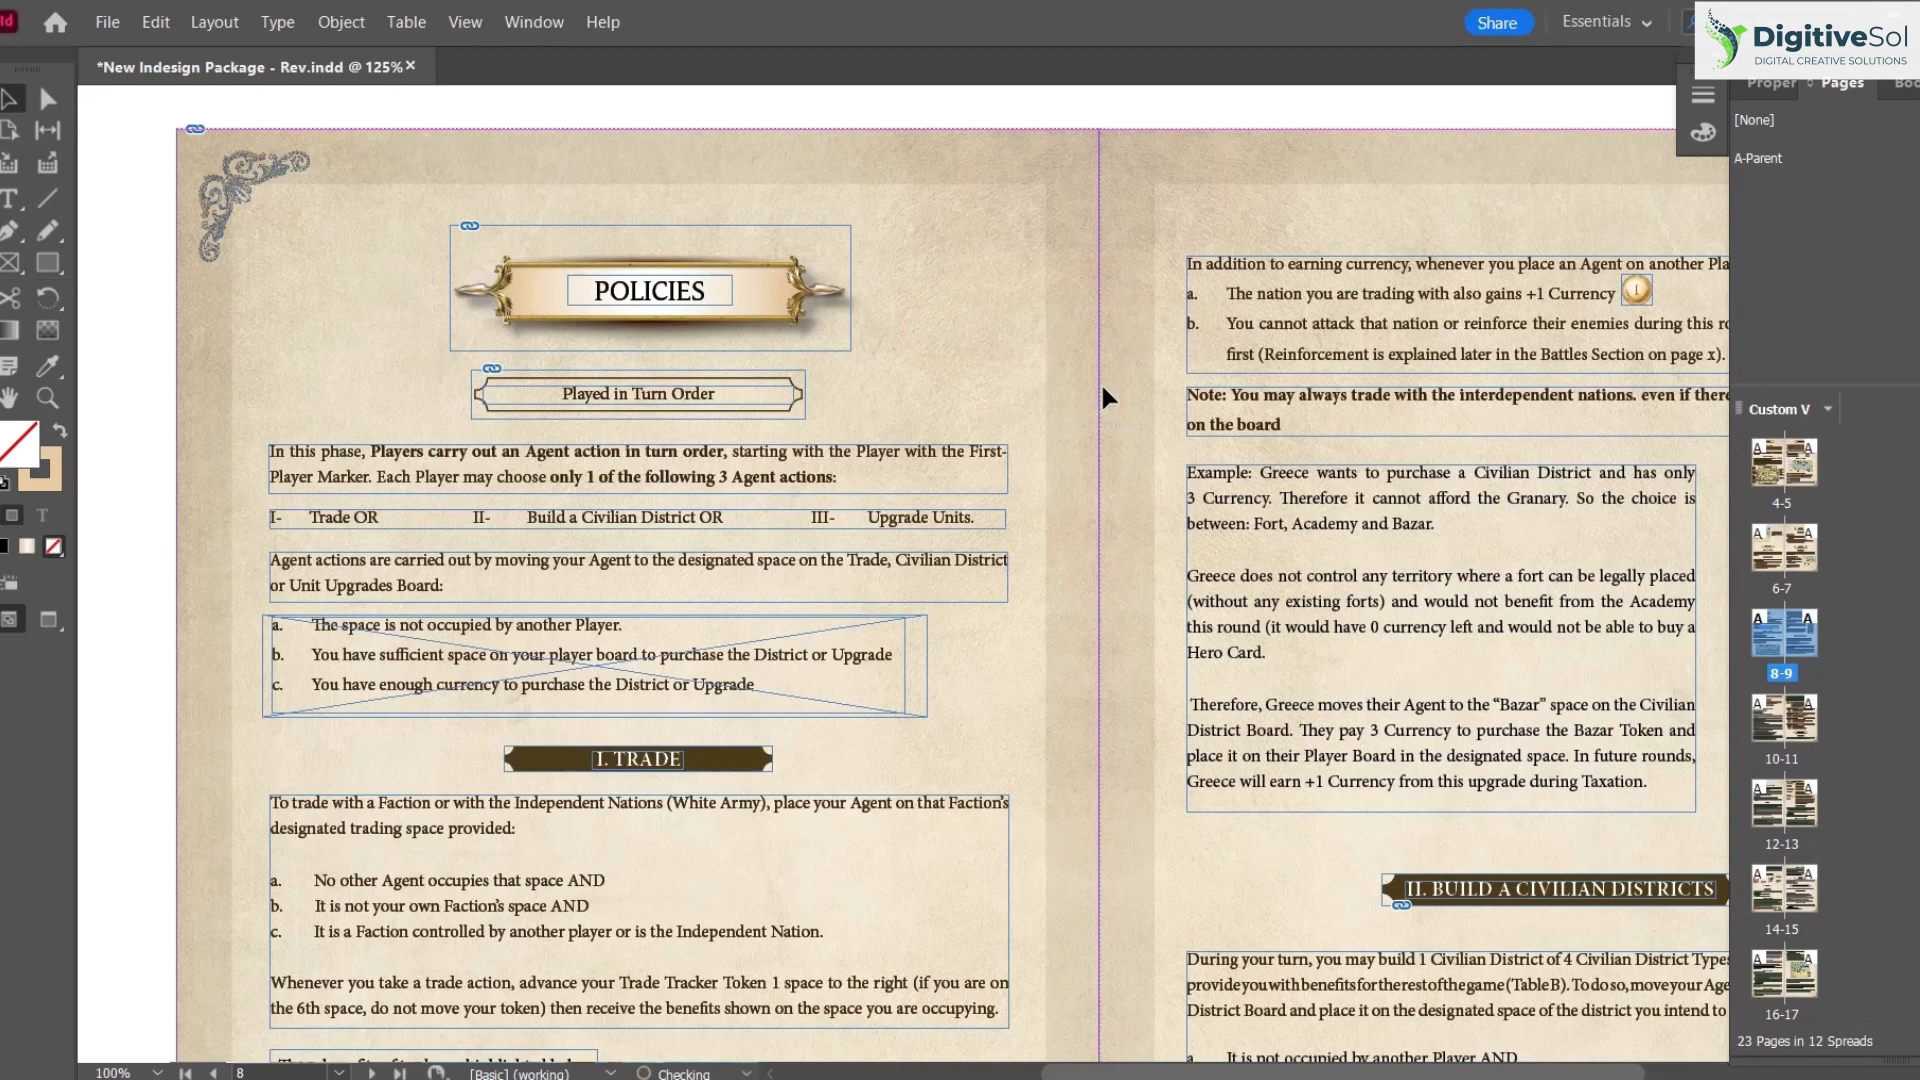 File Edit Layout Type Object Table View Window Help
Share Essentials
DigitiveSol
DIGITAL CREATIVE SOLUTIONS
*New Indesign Package - Rev.indd @ 125%
Proper Pages
[None]
A-Parent
POLICIES
Played in Turn Order
In this phase, Players carry out an Agent action in turn order, starting with the Player with the First-
Player Marker. Each Player may choose only 1 of the following 3 Agent actions:
I- Trade OR II- Build a Civilian District OR III- Upgrade Units.
Agent actions are carried out by moving your Agent to the designated space on the Trade, Civilian District
or Unit Upgrades Board:
a. The space is not occupied by another Player.
b. You have sufficient space on your player board to purchase the District or Upgrade
c. You have enough currency to purchase the District or Upgrade
I. TRADE
To trade with a Faction or with the Independent Nations (White Army), place your Agent on that Faction's
designated trading space provided:
a. No other Agent occupies that space AND
b. It is not your own Faction's space AND
c. It is a Faction controlled by another player or is the Independent Nation.
Whenever you take a trade action, advance your Trade Tracker Token 1 space to the right (if you are on
the 6th space, do not move your token) then receive the benefits shown on the space you are occupying.
In addition to earning currency, whenever you place an Agent on another Pla
a. The nation you are trading with also gains +1 Currency 1
b. You cannot attack that nation or reinforce their enemies during this ro
first (Reinforcement is explained later in the Battles Section on page x).
Note: You may always trade with the interdependent nations. even if there
on the board
Example: Greece wants to purchase a Civilian District and has only
3 Currency. Therefore it cannot afford the Granary. So the choice is
between: Fort, Academy and Bazar.
Greece does not control any territory where a fort can be legally placed
(without any existing forts) and would not benefit from the Academy
this round (it would have 0 currency left and would not be able to buy a
Hero Card.
Therefore, Greece moves their Agent to the “Bazar” space on the Civilian
District Board. They pay 3 Currency to purchase the Bazar Token and
place it on their Player Board in the designated space. In future rounds,
Greece will earn +1 Currency from this upgrade during Taxation.
II. BUILD A CIVILIAN DISTRICTS
During your turn, you may build 1 Civilian District of 4 Civilian District Types
provide you with benefits for the rest of the game (Table B). To do so, move your Age
District Board and place it on the designated space of the district you intend to
a. It is not occupied by another Player AND
Custom V
A A
4-5
A A
6-7
A A
8-9
A A
10-11
A A
12-13
A A
14-15
A A
16-17
23 Pages in 12 Spreads
100% 8 [Basic] (working) Checking